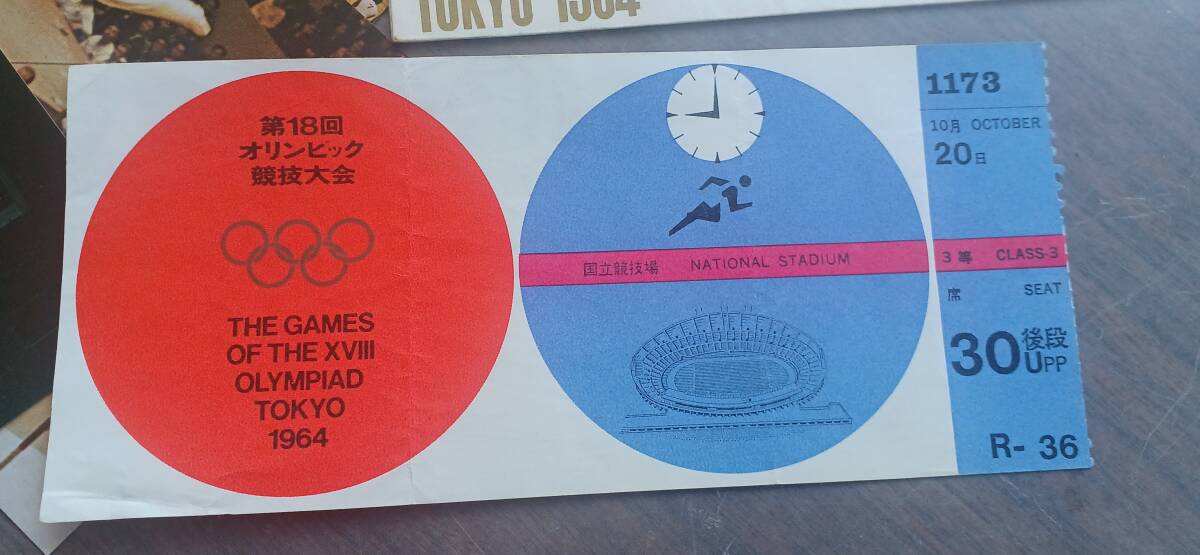 TOKYO 1964
第18回
オリンピック
競技大会
THE GAMES
OF THE XVIII
OLYMPIAD
TOKYO
1964
国立競技場 NATIONAL STADIUM
1173
10月 OCTOBER
20日
3等 CLASS-3
席 SEAT
30 後段 UPP
R- 36